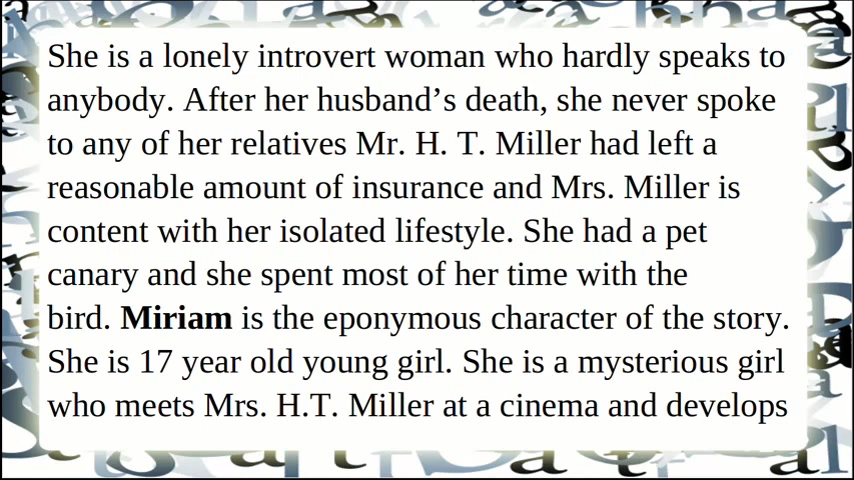 She is a lonely introvert woman who hardly speaks to
anybody. After her husband’s death, she never spoke
to any of her relatives Mr. H. T. Miller had left a
reasonable amount of insurance and Mrs. Miller is
content with her isolated lifestyle. She had a pet
canary and she spent most of her time with the
bird. Miriam is the eponymous character of the story.
She is 17 year old young girl. She is a mysterious girl
who meets Mrs. H.T. Miller at a cinema and develops